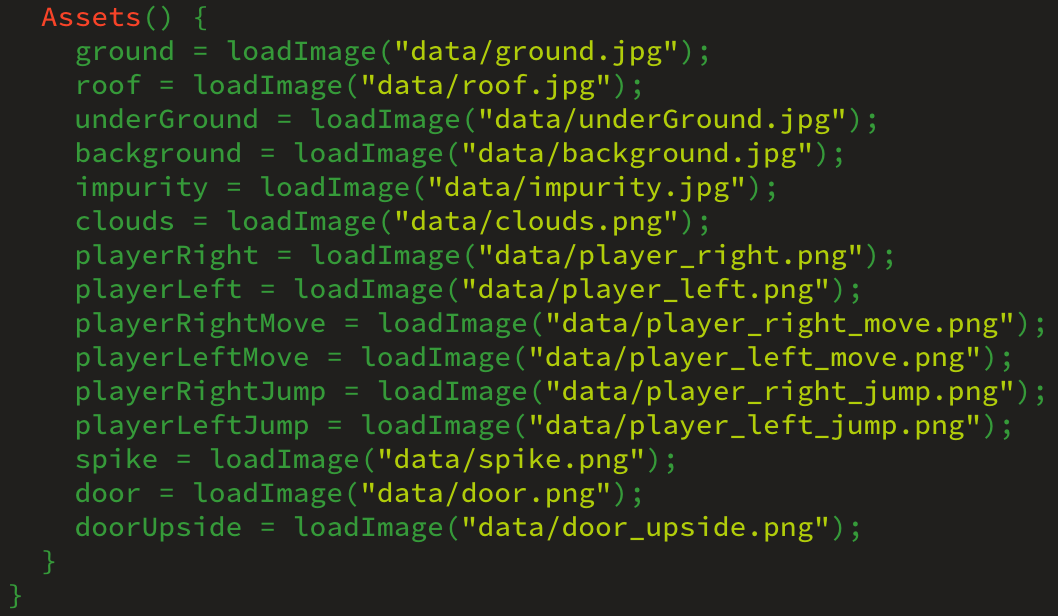 Assets() {
ground = loadImage("data/ground.jpg");
roof = loadImage("data/roof.jpg");
underGround = loadImage("data/underGround.jpg");
background = loadImage("data/background.jpg");
impurity = loadImage("data/impurity.jpg");
clouds = loadImage("data/clouds.png");
playerRight = loadImage("data/player_right.png");
playerLeft = loadImage("data/player_left.png");
playerRightMove = loadImage("data/player_right_move.png");
playerLeftMove = loadImage("data/player_left_move.png");
playerRightJump = loadImage("data/player_right_jump.png");
playerLeftJump = loadImage("data/player_left_jump.png");
spike = loadImage("data/spike.png");
door = loadImage("data/door.png");
doorUpside = loadImage("data/door_upside.png");
}
}